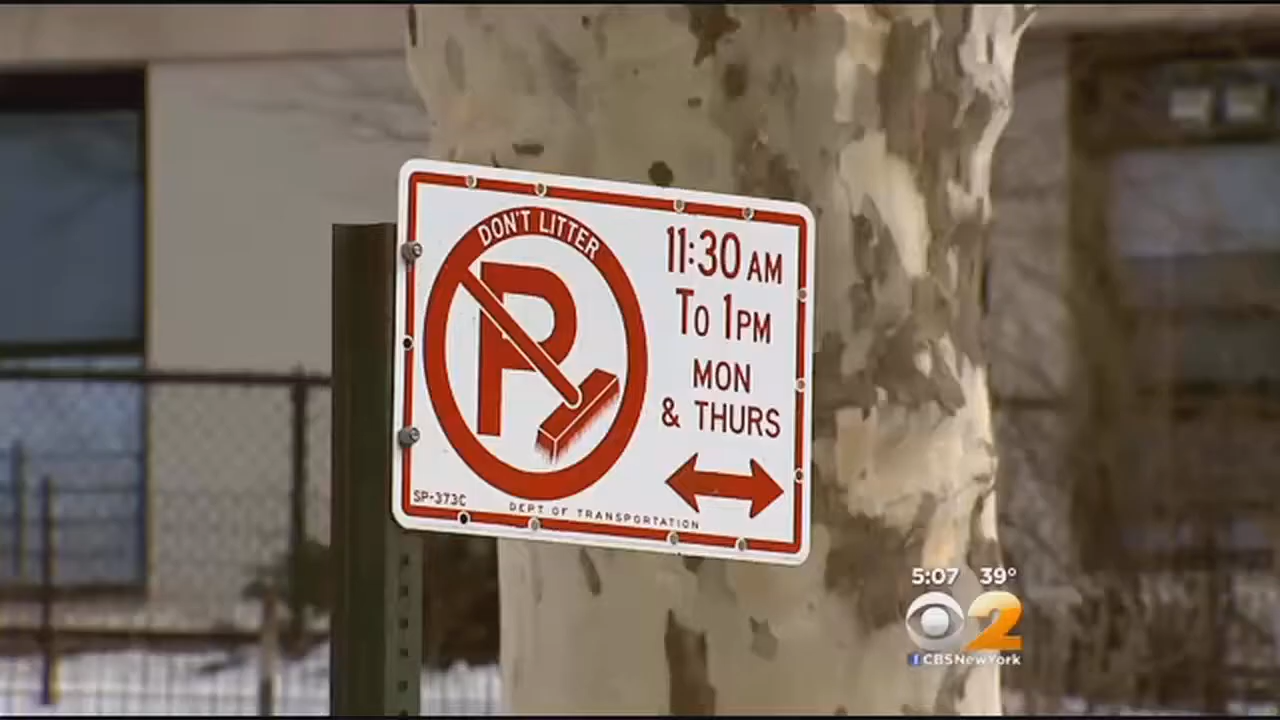 DON'T LITTER
P
11:30 AM
TO 1PM
MON
& THURS
SP-373C
DEPT OF TRANSPORTATION
5:07 39°
2
f CBSNewYork